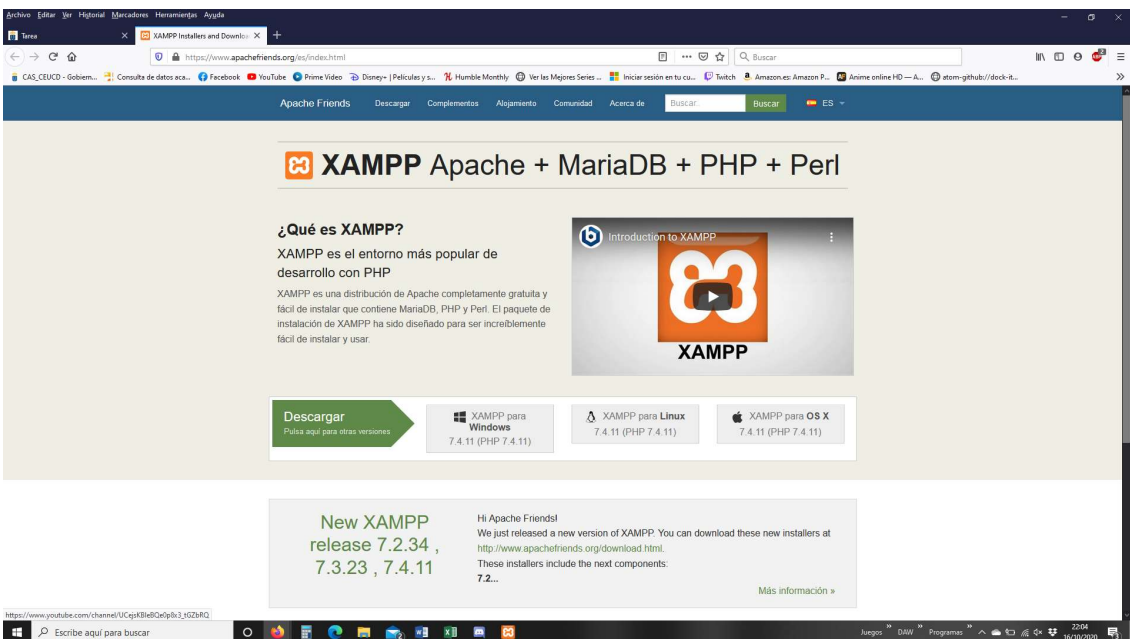 Archivo Editar Ver Historial Marcadores Herramientas Ayuda
Tarea
XAMPP Installers and Downloa
https://www.apachefriends.org/es/index.html
Buscar
CAS_CEUCD - Gobiern...
Consulta de datos aca...
Facebook
YouTube
Prime Video
Disney+ | Películas y s...
Humble Monthly
Ver las Mejores Series ...
Iniciar sesión en tu cu...
Twitch
Amazon.es: Amazon P...
Anime online HD — A...
atom-github://dock-it...
Apache Friends
Descargar
Complementos
Alojamiento
Comunidad
Acerca de
Buscar.
Buscar
ES
XAMPP Apache + MariaDB + PHP + Perl
¿Qué es XAMPP?
XAMPP es el entorno más popular de
desarrollo con PHP
XAMPP es una distribución de Apache completamente gratuita y
fácil de instalar que contiene MariaDB, PHP y Perl. El paquete de
instalación de XAMPP ha sido diseñado para ser increíblemente
fácil de instalar y usar.
Introduction to XAMPP
XAMPP
Descargar
Pulsa aquí para otras versiones
XAMPP para
Windows
7.4.11 (PHP 7.4.11)
XAMPP para Linux
7.4.11 (PHP 7.4.11)
XAMPP para OS X
7.4.11 (PHP 7.4.11)
New XAMPP
release 7.2.34 ,
7.3.23 , 7.4.11
Hi Apache Friends!
We just released a new version of XAMPP. You can download these new installers at
http://www.apachefriends.org/download.html.
These installers include the next components:
7.2...
Más información »
Escribe aquí para buscar
Juegos
DAW
Programas
22:04
16/10/2020